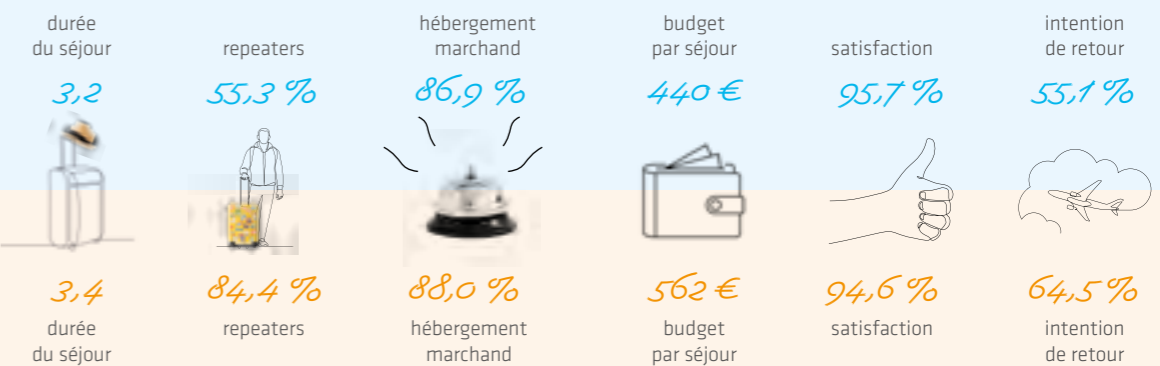 durée
du séjour
repeaters
hébergement
marchand
budget
par séjour
satisfaction
intention
de retour
3,2
55,3 %
86,9 %
440 €
95,7 %
55,1 %
3,4
84,4 %
88,0 %
562 €
94,6 %
64,5 %
durée
du séjour
repeaters
hébergement
marchand
budget
par séjour
satisfaction
intention
de retour